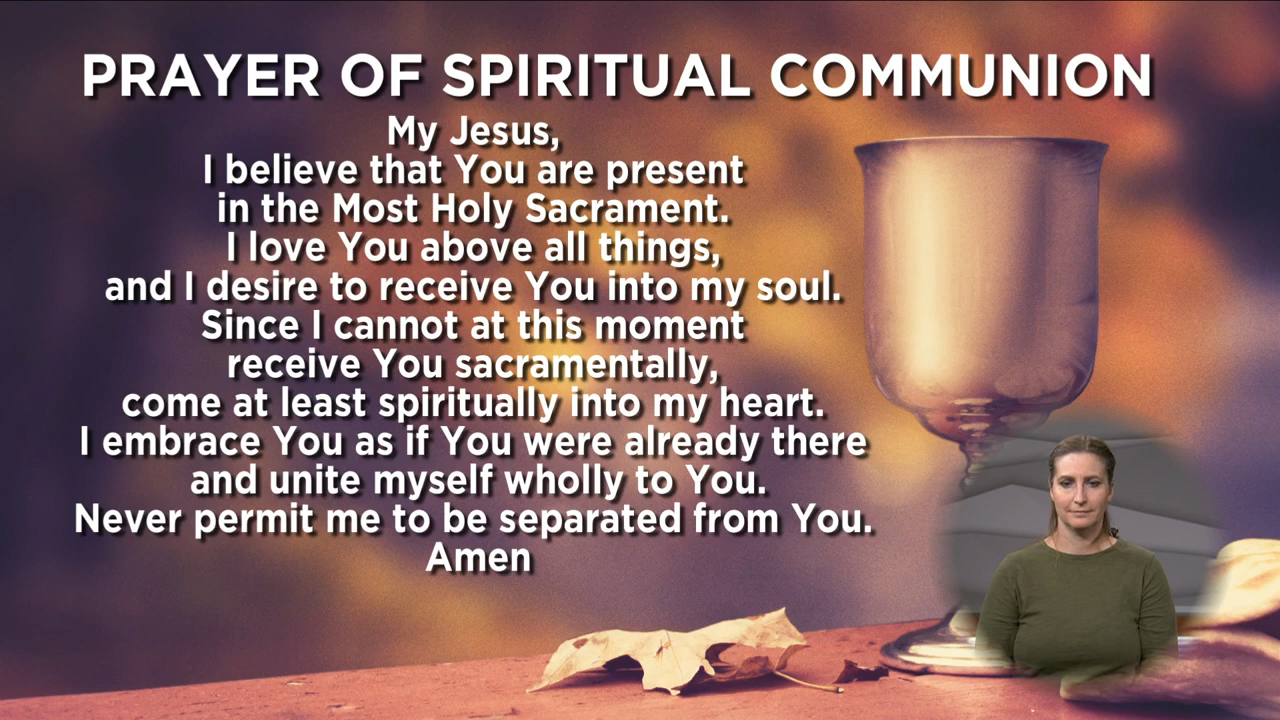 PRAYER OF SPIRITUAL COMMUNION
My Jesus,
I believe that You are present
in the Most Holy Sacrament.
I love You above all things,
and I desire to receive You into my soul.
Since I cannot at this moment
receive You sacramentally,
come at least spiritually into my heart.
I embrace You as if You were already there
and unite myself wholly to You.
Never permit me to be separated from You.
Amen